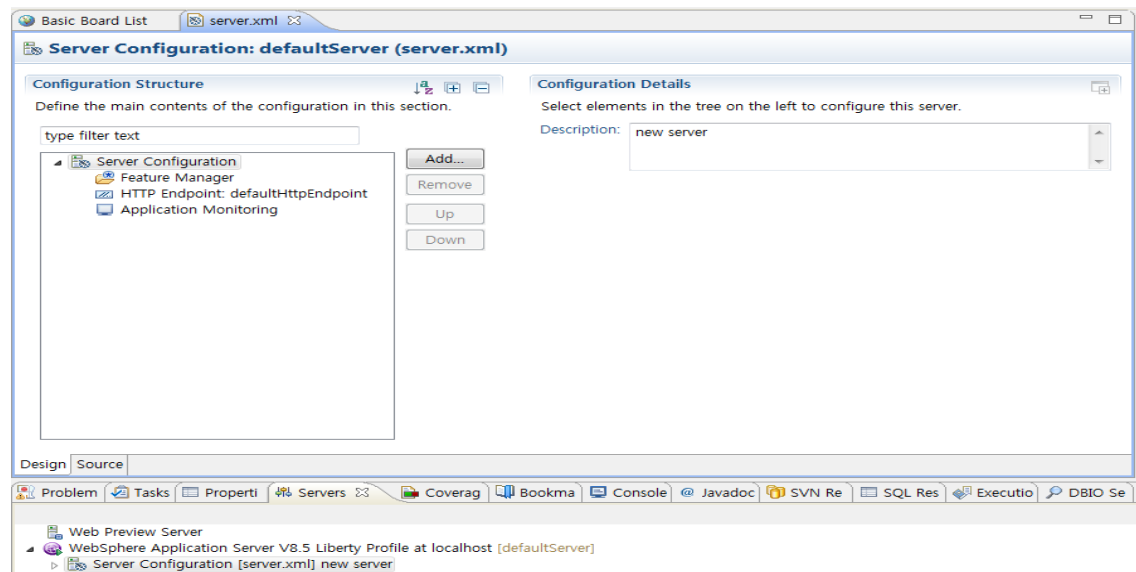 Basic Board List server.xml
Server Configuration: defaultServer (server.xml)
Configuration Structure
Define the main contents of the configuration in this section.
type filter text
Server Configuration
Feature Manager
HTTP Endpoint: defaultHttpEndpoint
Application Monitoring
Add...
Remove
Up
Down
Configuration Details
Select elements in the tree on the left to configure this server.
Description: new server
Design Source
Problem Tasks Properti Servers Coverag Bookma Console @ Javadoc SVN Re SQL Res Executio DBIO Se
Web Preview Server
WebSphere Application Server V8.5 Liberty Profile at localhost [defaultServer]
Server Configuration [server.xml] new server